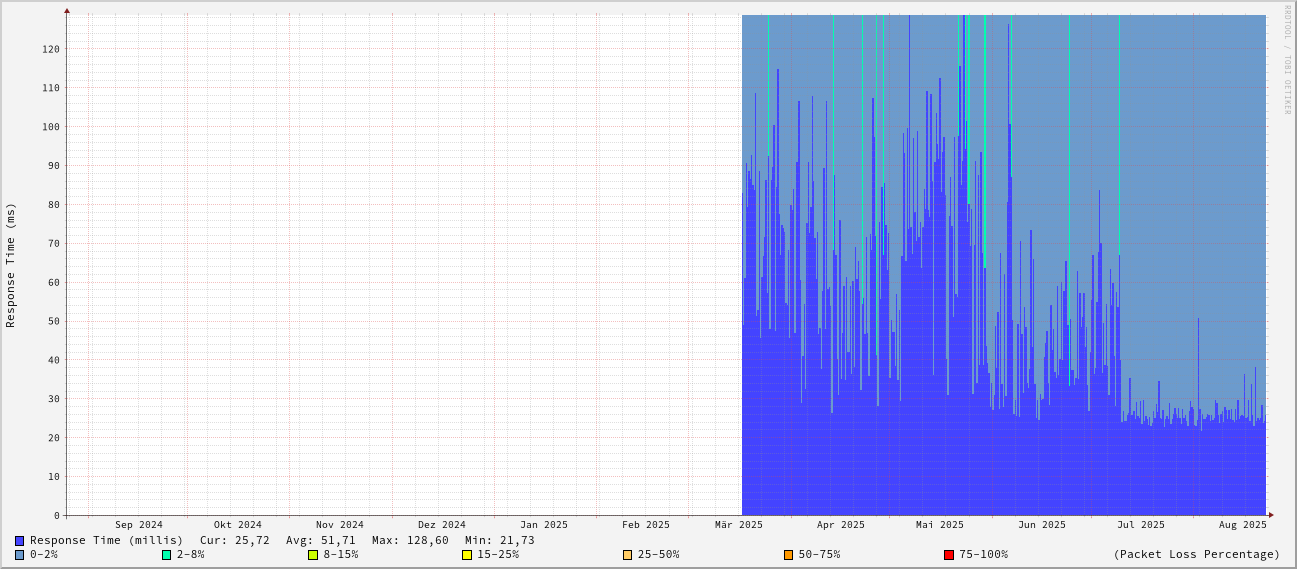 RRDTOOL / TOBI OETIKER
Response Time (ms)
120
110
100
90
80
70
60
50
40
30
20
10
0
Sep 2024 Okt 2024 Nov 2024 Dez 2024 Jan 2025 Feb 2025 Mär 2025 Apr 2025 Mai 2025 Jun 2025 Jul 2025 Aug 2025
Response Time (millis) Cur: 25,72 Avg: 51,71 Max: 128,60 Min: 21,73
0-2% 2-8% 8-15% 15-25% 25-50% 50-75% 75-100% (Packet Loss Percentage)